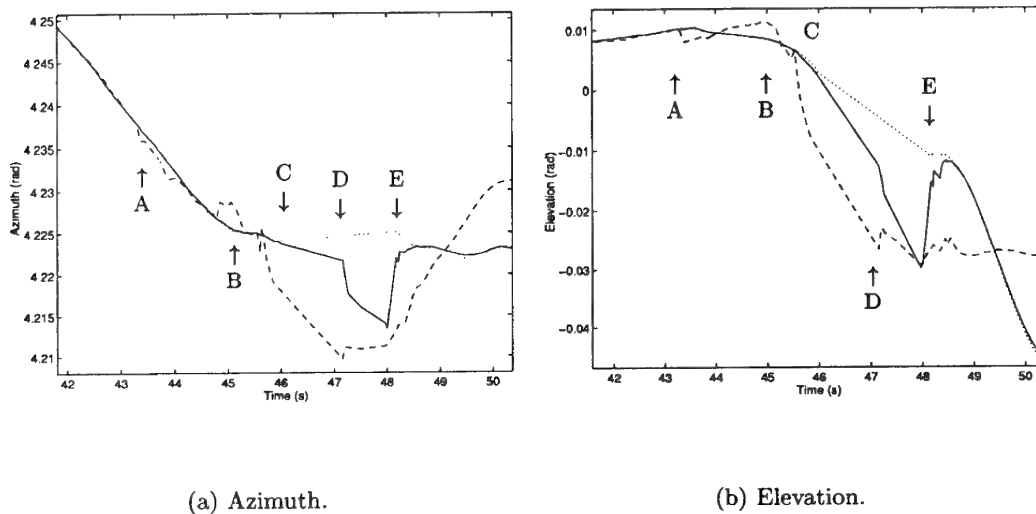 4 25
4.245
4 24
4.235
4.23
4 225
4 22
4.215
4 21
Azimuth (rad)
A
B
C
D
E
42 43 44 45 46 47 48 49 50
Time (s)
0.01
0
−0.01
−0.02
−0.03
−0.04
Elevation (rad)
A
B
C
E
D
42 43 44 45 46 47 48 49 50
Time (s)
(a) Azimuth.
(b) Elevation.